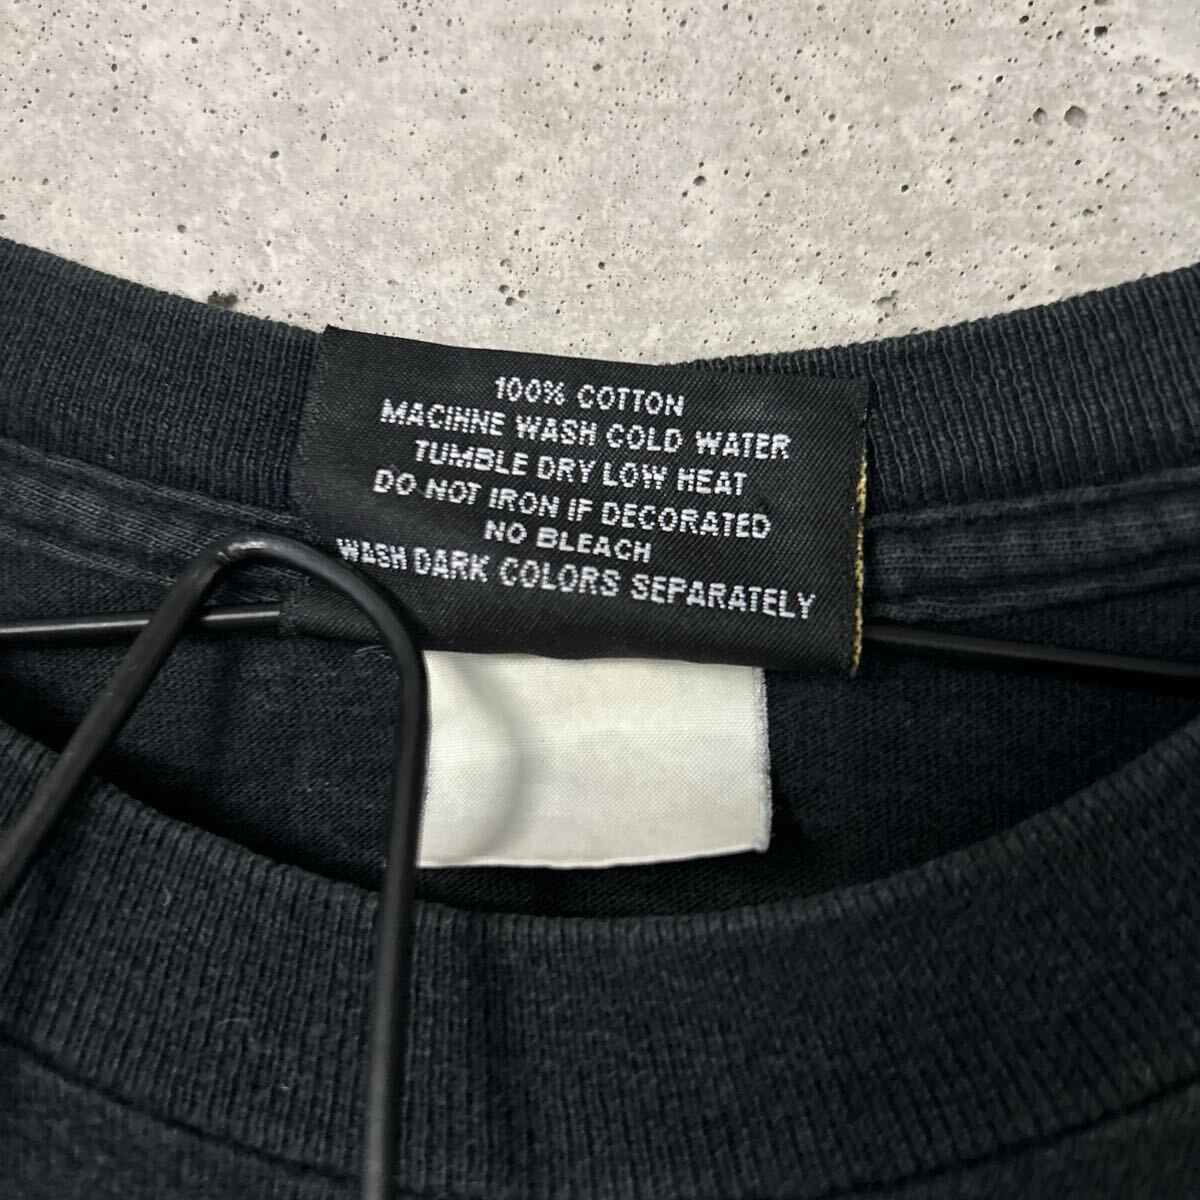 100% COTTON
MACIHNE WASH COLD WATER
TUMBLE DRY LOW HEAT
DO NOT IRON IF DECORATED
NO BLEACH
WASH DARK COLORS SEPARATELY